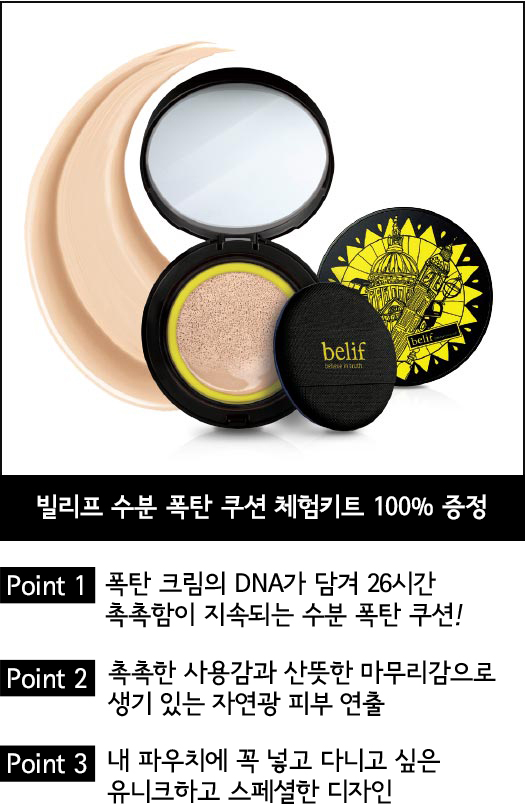 belif
believe in truth
belif
빌리프 수분 폭탄 쿠션 체험키트 100% 증정
Point 1 폭탄 크림의 DNA가 담겨 26시간
촉촉함이 지속되는 수분 폭탄 쿠션!
Point 2 촉촉한 사용감과 산뜻한 마무리감으로
생기 있는 자연광 피부 연출
Point 3 내 파우치에 꼭 넣고 다니고 싶은
유니크하고 스페셜한 디자인